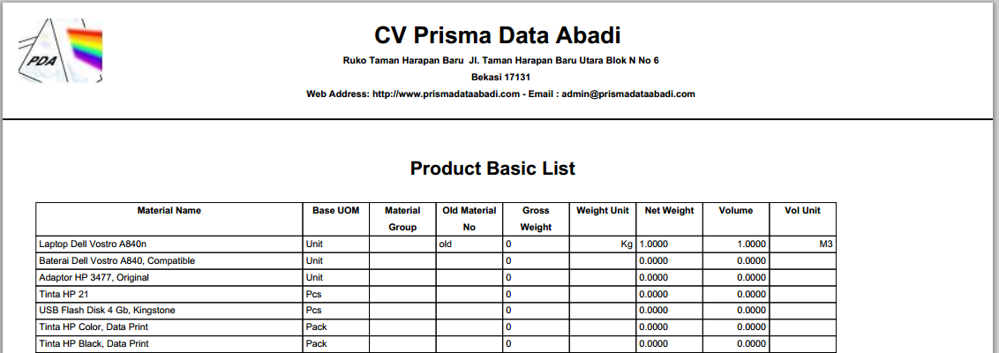 PDA
CV Prisma Data Abadi
Ruko Taman Harapan Baru Jl. Taman Harapan Baru Utara Blok N No 6
Bekasi 17131
Web Address: http://www.prismadataabadi.com - Email : admin@prismadataabadi.com
Product Basic List
Material Name Base UOM Material Group Old Material No Gross Weight Weight Unit Net Weight Volume Vol Unit
Laptop Dell Vostro A840n Unit old 0 Kg 1.0000 1.0000 M3
Baterai Dell Vostro A840, Compatible Unit 0 0.0000 0.0000
Adaptor HP 3477, Original Unit 0 0.0000 0.0000
Tinta HP 21 Pcs 0 0.0000 0.0000
USB Flash Disk 4 Gb, Kingstone Pcs 0 0.0000 0.0000
Tinta HP Color, Data Print Pack 0 0.0000 0.0000
Tinta HP Black, Data Print Pack 0 0.0000 0.0000